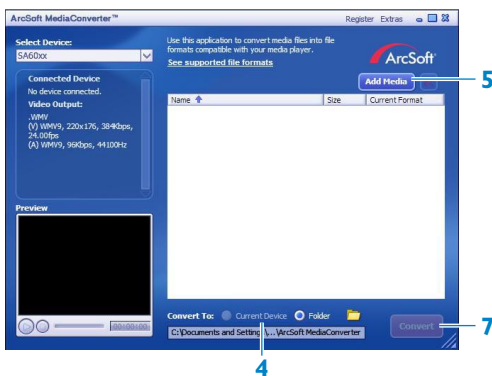 ArcSoft MediaConverter™
Register Extras
Select Device:
SA60xx
Connected Device
No device connected.
Video Output:
.WMV
(V) WMV9, 220x176, 384Kbps,
24.00fps
(A) WMV9, 96Kbps, 44100Hz
Preview
00:00:00
Use this application to convert media files into file
formats compatible with your media player.
See supported file formats
ArcSoft®
Add Media
5
Name Size Current Format
Convert To: Current Device Folder
C:\Documents and Setting\,...\ArcSoft MediaConverter
Convert
7
4